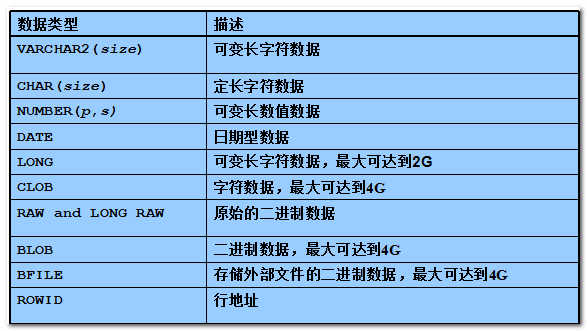 数据类型 描述
VARCHAR2(size) 可变长字符数据
CHAR(size) 定长字符数据
NUMBER(p,s) 可变长数值数据
DATE 日期型数据
LONG 可变长字符数据，最大可达到2G
CLOB 字符数据，最大可达到4G
RAW and LONG RAW 原始的二进制数据
BLOB 二进制数据，最大可达到4G
BFILE 存储外部文件的二进制数据，最大可达到4G
ROWID 行地址